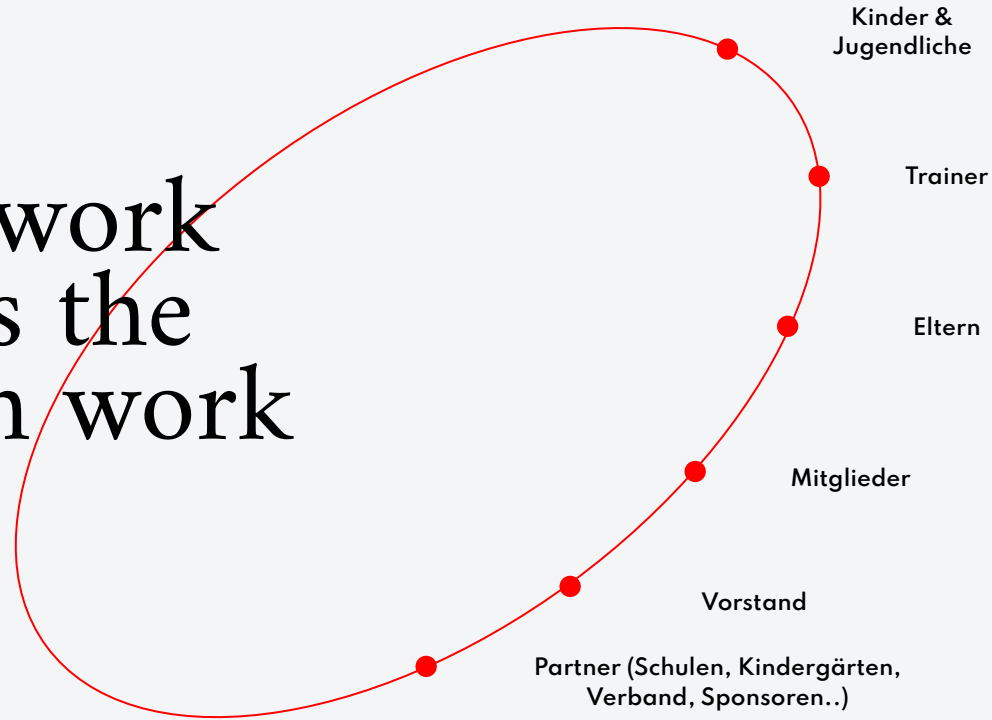 work
s the
n work
Kinder &
Jugendliche
Trainer
Eltern
Mitglieder
Vorstand
Partner (Schulen, Kindergärten,
Verband, Sponsoren..)